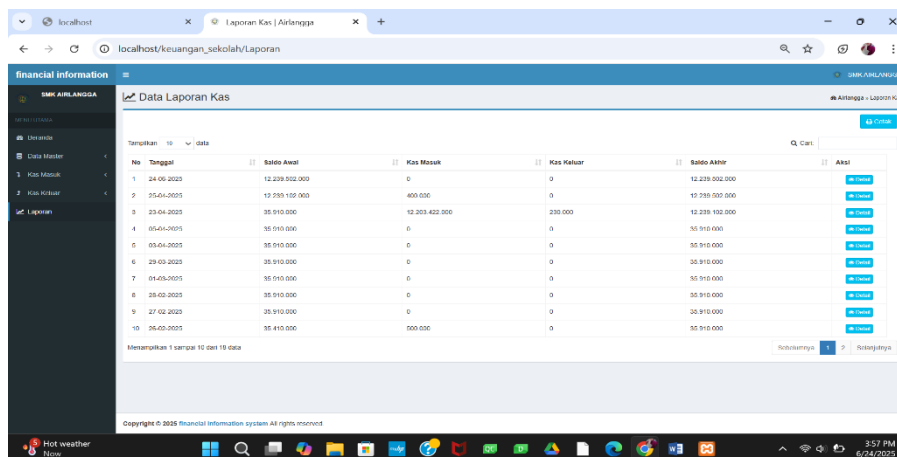 localhost
Laporan Kas | Airlangga
localhost/keuangan_sekolah/Laporan
financial information
SMK AIRLANGGA
SMK AIRLANGGA
Data Laporan Kas
Airlangga
Laporan
MENU UTAMA
Cetak
Beranda
Data Master
Kas Masuk
Kas Keluar
Laporan
Tampilkan 10 data
Cari:
No Tanggal Saldo Awal Kas Masuk Kas Keluar Saldo Akhir Aksi
1 24-06-2025 12.239.502.000 0 0 12.239.502.000 Detail
2 25-04-2025 12.239.102.000 400.000 0 12.239.502.000 Detail
3 23-04-2025 35.910.000 12.203.422.000 230.000 12.239.102.000 Detail
4 05-04-2025 35.910.000 0 0 35.910.000 Detail
5 03-04-2025 35.910.000 0 0 35.910.000 Detail
6 29-03-2025 35.910.000 0 0 35.910.000 Detail
7 01-03-2025 35.910.000 0 0 35.910.000 Detail
8 28-02-2025 35.910.000 0 0 35.910.000 Detail
9 27-02-2025 35.910.000 0 0 35.910.000 Detail
10 26-02-2025 35.410.000 500.000 0 35.910.000 Detail
Menampilkan 1 sampai 10 dari 18 data
Sebelumnya 1 2 Selanjutnya
Copyright © 2025 financial information system All rights reserved.
5
Hot weather
Now
3:57 PM
6/24/2025